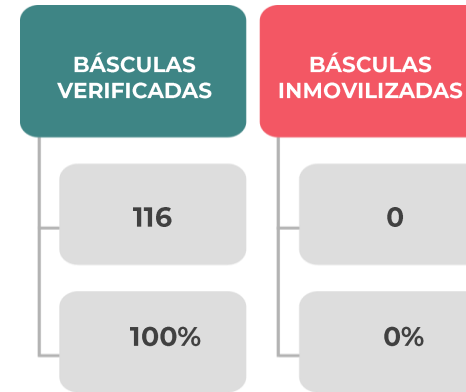 BÁSCULAS
VERIFICADAS
116
100%
BÁSCULAS
INMOVILIZADAS
0
0%